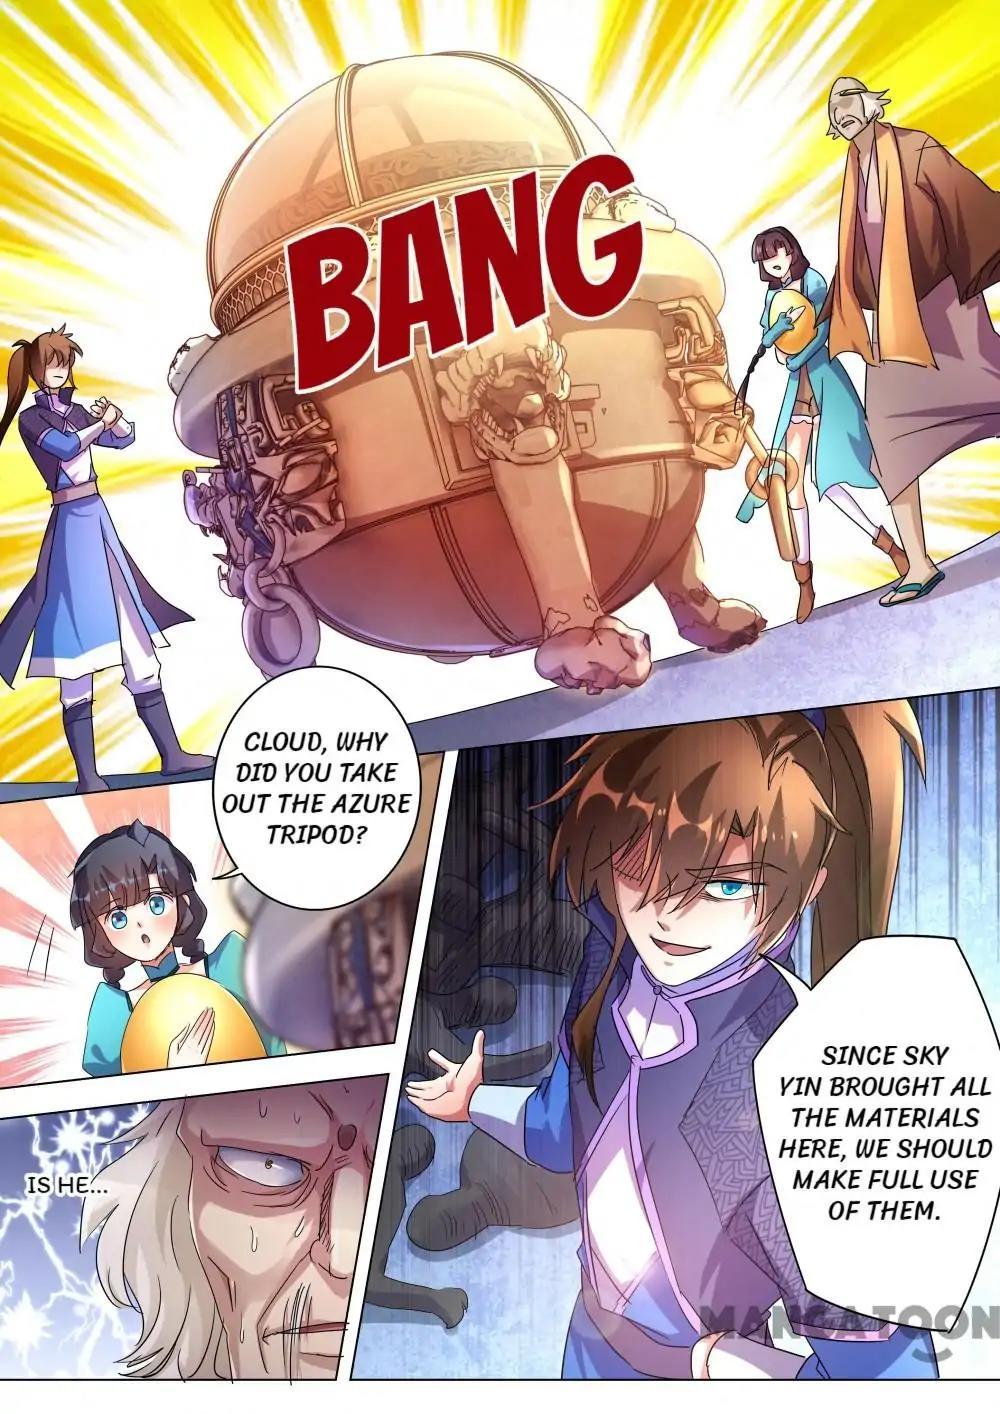 BANG
CLOUD, WHY
DID YOU TAKE
OUT THE AZURE
TRIPOD?
SINCE SKY
YIN BROUGHT ALL
THE MATERIALS
HERE, WE SHOULD
MAKE FULL USE
OF THEM.
IS HE...
MANGATOON